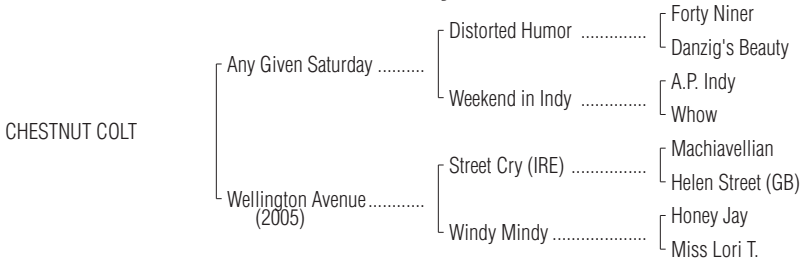 Forty Niner
Distorted Humor ..............
Danzig's Beauty
Any Given Saturday ..........
A.P. Indy
Weekend in Indy ..............
Whow
CHESTNUT COLT
Machiavellian
Street Cry (IRE) ................
Helen Street (GB)
Wellington Avenue............
(2005)
Honey Jay
Windy Mindy ....................
Miss Lori T.